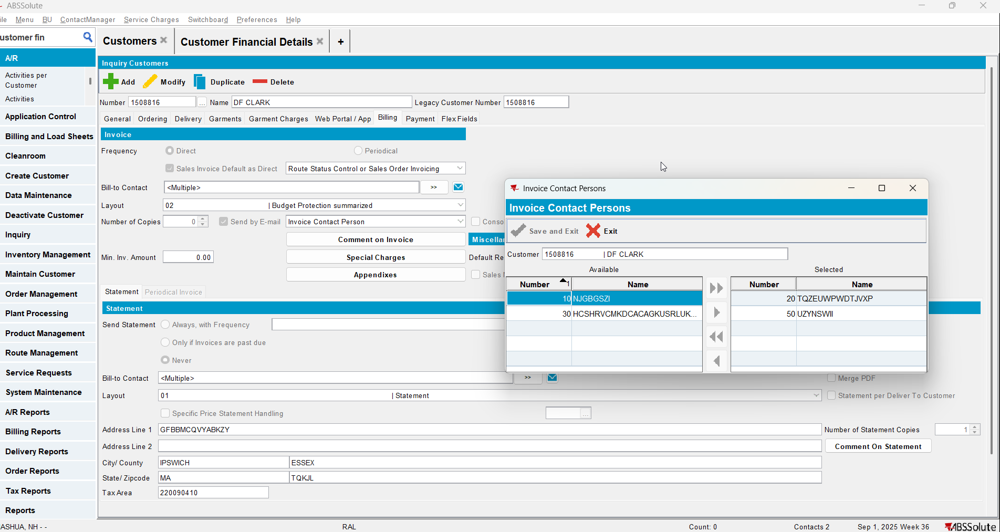 ABSSolute
ile Menu BU ContactManager Service Charges Switchboard Preferences Help
ustomer fin
Customers
Customer Financial Details
+
A/R
Activities per
Customer
Activities
Application Control
Billing and Load Sheets
Cleanroom
Create Customer
Data Maintenance
Deactivate Customer
Inquiry
Inventory Management
Maintain Customer
Order Management
Plant Processing
Product Management
Route Management
Service Requests
System Maintenance
A/R Reports
Billing Reports
Delivery Reports
Order Reports
Tax Reports
Reports
Inquiry Customers
Add Modify Duplicate Delete
Number 1508816 ... Name DF CLARK Legacy Customer Number 1508816
General Ordering Delivery Garments Garment Charges Web Portal / App Billing Payment FlexFields
Invoice
Frequency Direct Periodical
Sales Invoice Default as Direct Route Status Control or Sales Order Invoicing
Bill-to Contact <Multiple> >>
Layout 02 | Budget Protection summarized
Number of Copies 0 Send by E-mail Invoice Contact Person Conso
Comment on Invoice Miscella
Min. Inv. Amount 0.00 Special Charges Default Re
Appendixes Sales
Statement Periodical Invoice
Statement
Send Statement Always, with Frequency
Only if Invoices are past due
Never
Bill-to Contact <Multiple> >> Merge PDF
Layout 01 | Statement Statement per Deliver To Customer
Specific Price Statement Handling ...
Address Line 1 GFBBMCQVYABKZY Number of Statement Copies 1
Address Line 2 Comment On Statement
City/ County IPSWICH ESSEX
State/ Zipcode MA TQKJL
Tax Area 220090410
Invoice Contact Persons
Invoice Contact Persons
Save and Exit Exit
Customer 1508816 | DF CLARK
Available Selected
Number 1 Name Number Name
10 NJGBGSZI 20 TQZEUWPWDTJVXP
30 HCSHRVCMKDCACAGKUSRLUK... 50 UZYNSWII
ASHUA, NH - - RAL Count: 0 Contacts 2 Sep 1, 2025 Week 36 ABSSolute